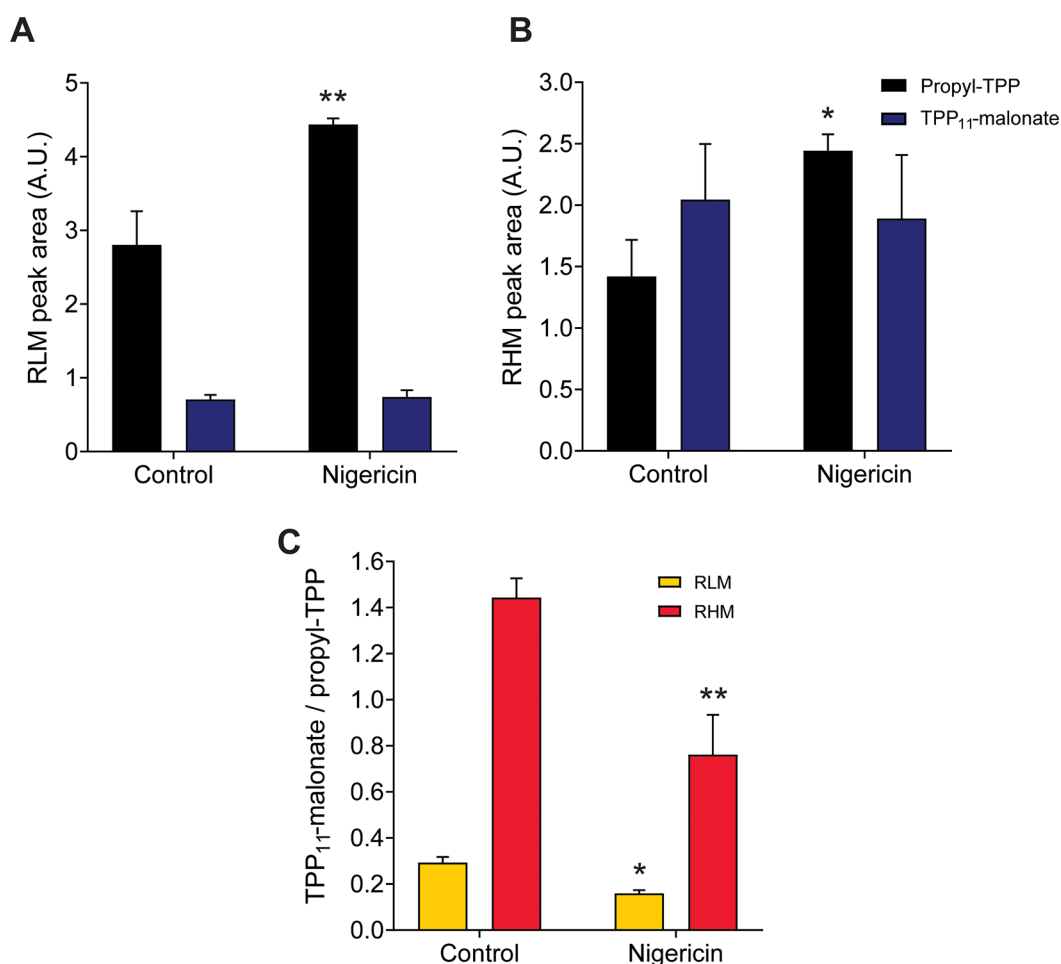 A
RLM peak area (A.U.)
5
4
3
2
1
0
**
Control
Nigericin
B
RHM peak area (A.U.)
3.0
2.5
2.0
1.5
1.0
0.5
0.0
*
Control
Nigericin
Propyl-TPP
TPP₁₁-malonate
C
TPP₁₁-malonate / propyl-TPP
1.6
1.4
1.6
1.0
0.8
0.6
0.4
0.2
0.0
RLM
RHM
*
**
Control
Nigericin